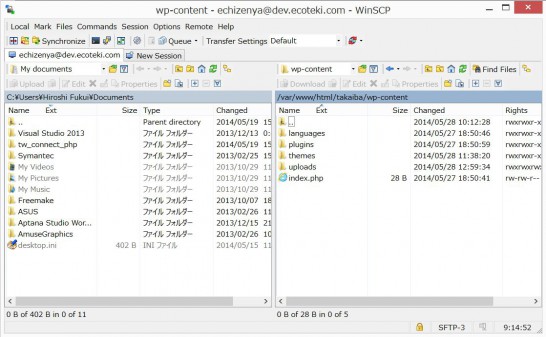 wp-content - echizenya@dev.ecoteki.com - WinSCP
Local Mark Files Commands Session Options Remote Help
Synchronize Queue Transfer Settings Default
echizenya@dev.ecoteki.com New Session
My documents wp-content Find Files
Upload Edit Properties Download Edit Properties
C:¥Users¥Hiroshi Fukui¥Documents /var/www/html/takaiba/wp-content
Name Ext Size Type Changed Name Ext Size Changed Rights
.. Parent directory 2014/05/19 15 .. 2014/05/28 10:12:28 rwxrwxr-x
Visual Studio 2013 ファイル フォルダー 2013/12/13 0: languages 2014/05/27 18:50:46 rwxrwxr-x
tw_connect_php ファイル フォルダー 2014/05/19 15 plugins 2014/05/27 18:50:59 rwxrwxr-x
Symantec ファイル フォルダー 2013/02/25 themes 2014/05/28 11:38:20 rwxrwxr-x
My Videos ファイル フォルダー 2013/10/29 uploads 2014/05/28 12:59:34 rwxrwxr-x
My Pictures ファイル フォルダー 2013/10/29 index.php 28 B 2014/05/27 18:50:41 rw-rw-r--
My Music ファイル フォルダー 2013/10/29
Freemake ファイル フォルダー 2013/10/07 18
ASUS ファイル フォルダー 2013/02/26 11
Aptana Studio Wor... ファイル フォルダー 2013/12/15 21
AmuseGraphics ファイル フォルダー 2013/02/26 10
desktop.ini 402 B INI ファイル 2014/05/15 11
0 B of 402 B in 0 of 11 0 B of 28 B in 0 of 5
SFTP-3 9:14:52